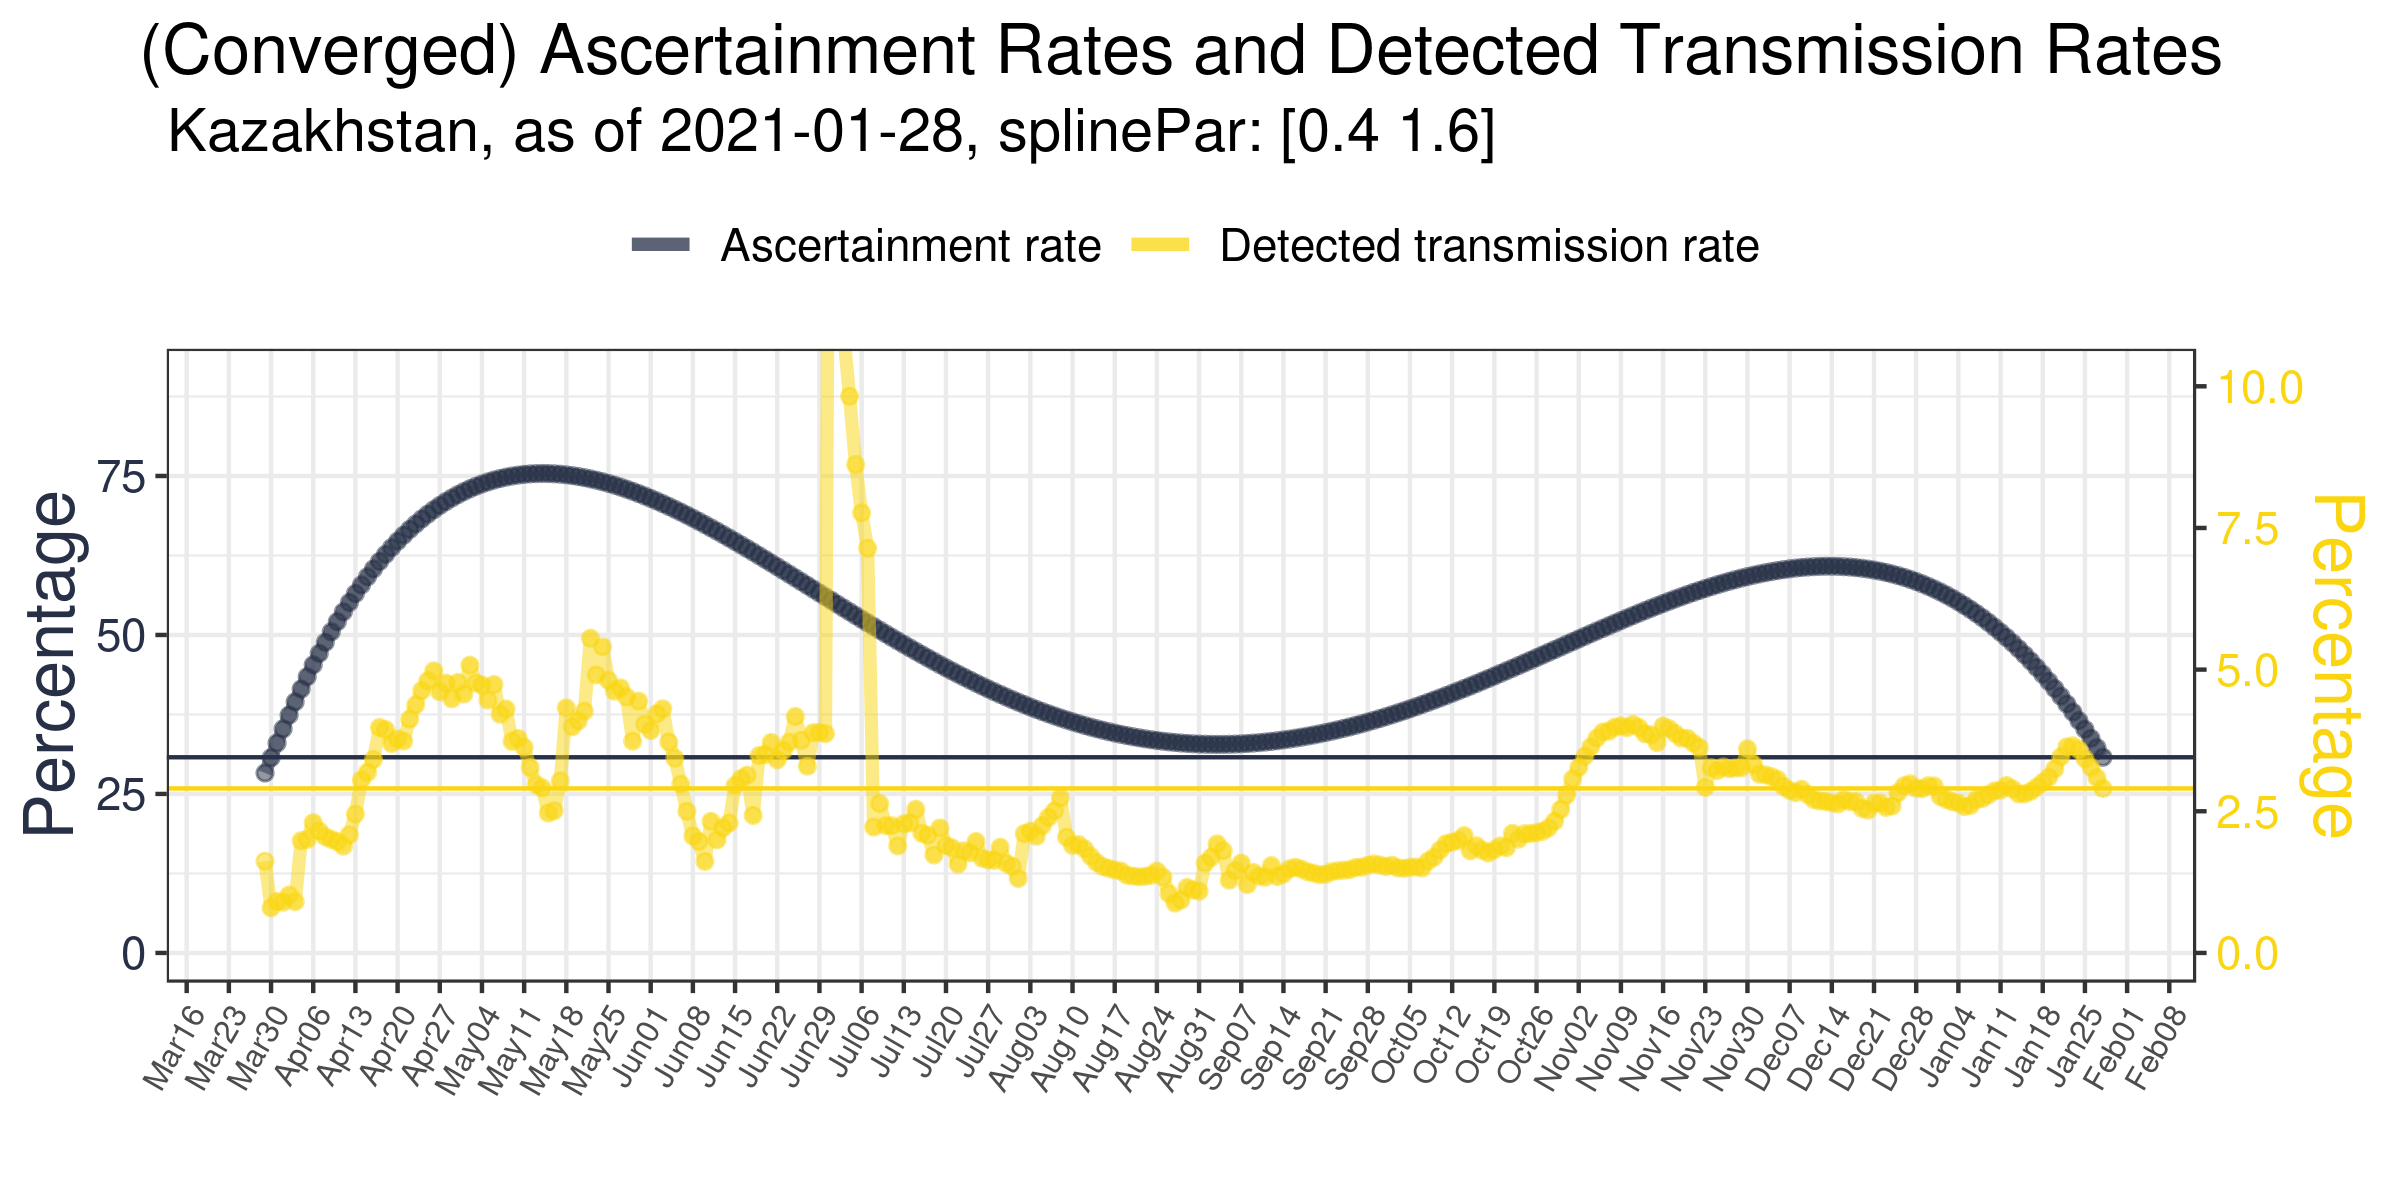 (Converged) Ascertainment Rates and Detected Transmission Rates
Kazakhstan, as of 2021-01-28, splinePar: [0.4 1.6]
Ascertainment rate
Detected transmission rate
Percentage
75
50
25
0
10.0
7.5
5.0
2.5
0.0
Percentage
Mar16
Mar23
Mar30
Apr06
Apr13
Apr20
Apr27
May04
May11
May18
May25
Jun01
Jun08
Jun15
Jun22
Jun29
Jul06
Jul13
Jul20
Jul27
Aug03
Aug10
Aug17
Aug24
Aug31
Sep07
Sep14
Sep21
Sep28
Oct05
Oct12
Oct19
Oct26
Nov02
Nov09
Nov16
Nov23
Nov30
Dec07
Dec14
Dec21
Dec28
Jan04
Jan11
Jan18
Jan25
Feb01
Feb08